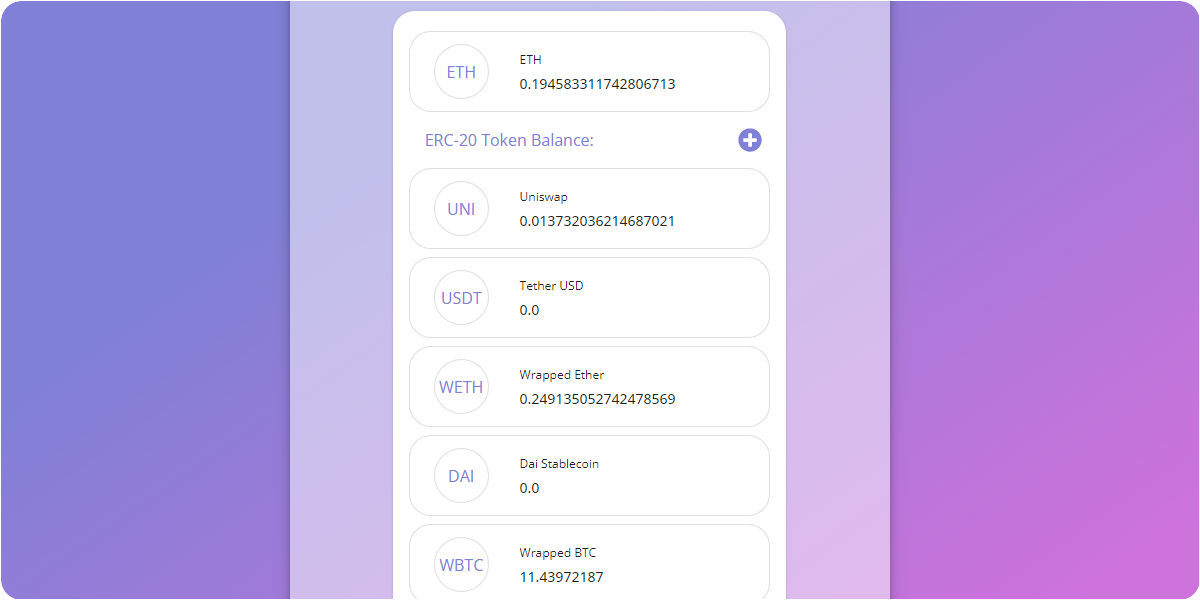 ETH
ETH
0.194583311742806713
ERC-20 Token Balance:
UNI
Uniswap
0.013732036214687021
USDT
Tether USD
0.0
WETH
Wrapped Ether
0.249135052742478569
DAI
Dai Stablecoin
0.0
WBTC
Wrapped BTC
11.43972187